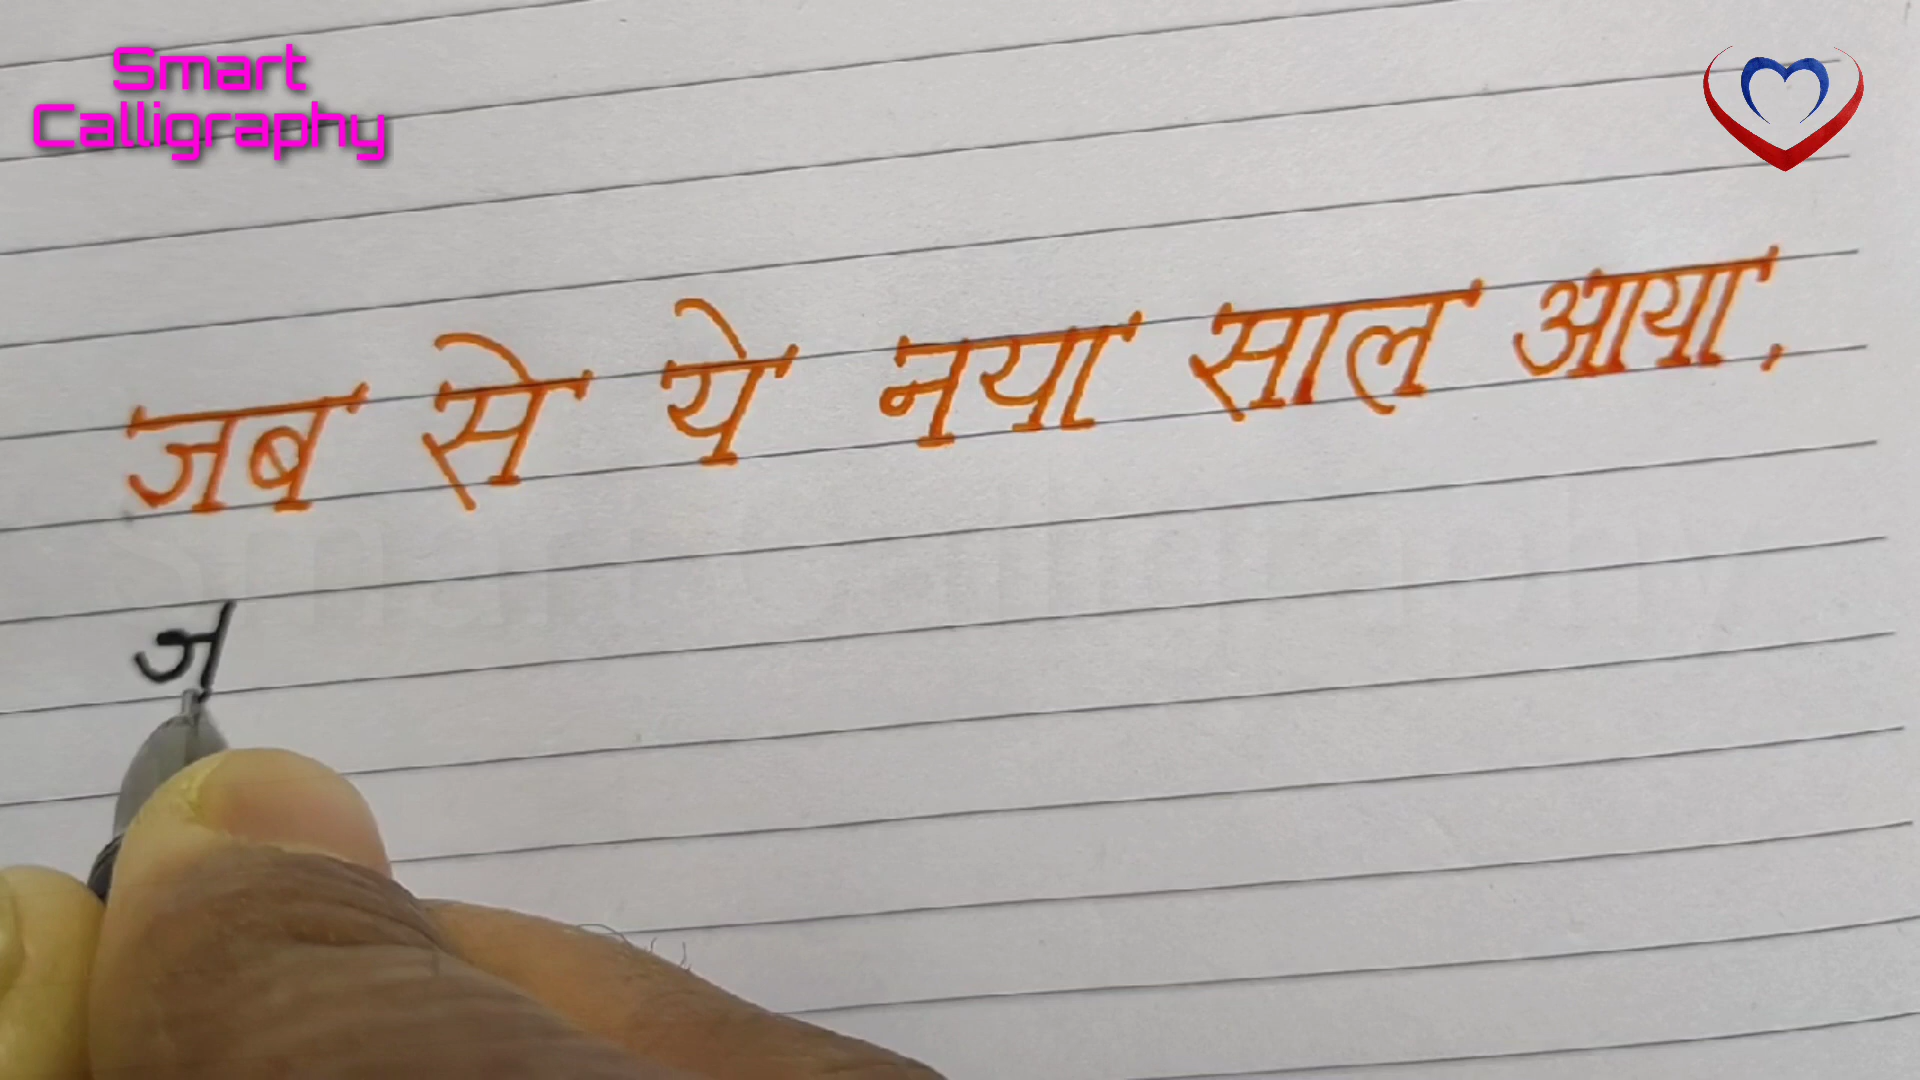 Smart
Calligraphy
जब से ये नया साल आया,
ज